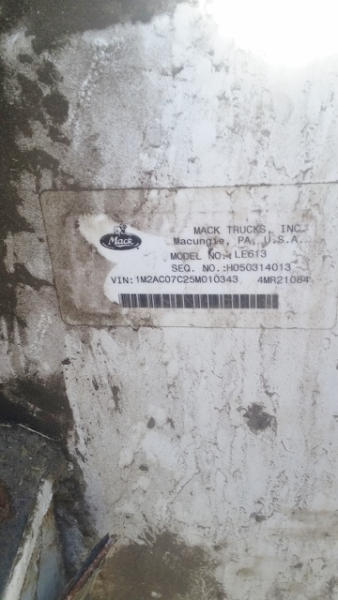 Mack
MACK TRUCKS, INC.
Macungie, PA, U.S.A.
MODEL NO.: LE613
SEQ. NO.:H050314013
VIN:1M2AC07C25M010343 4MR21084